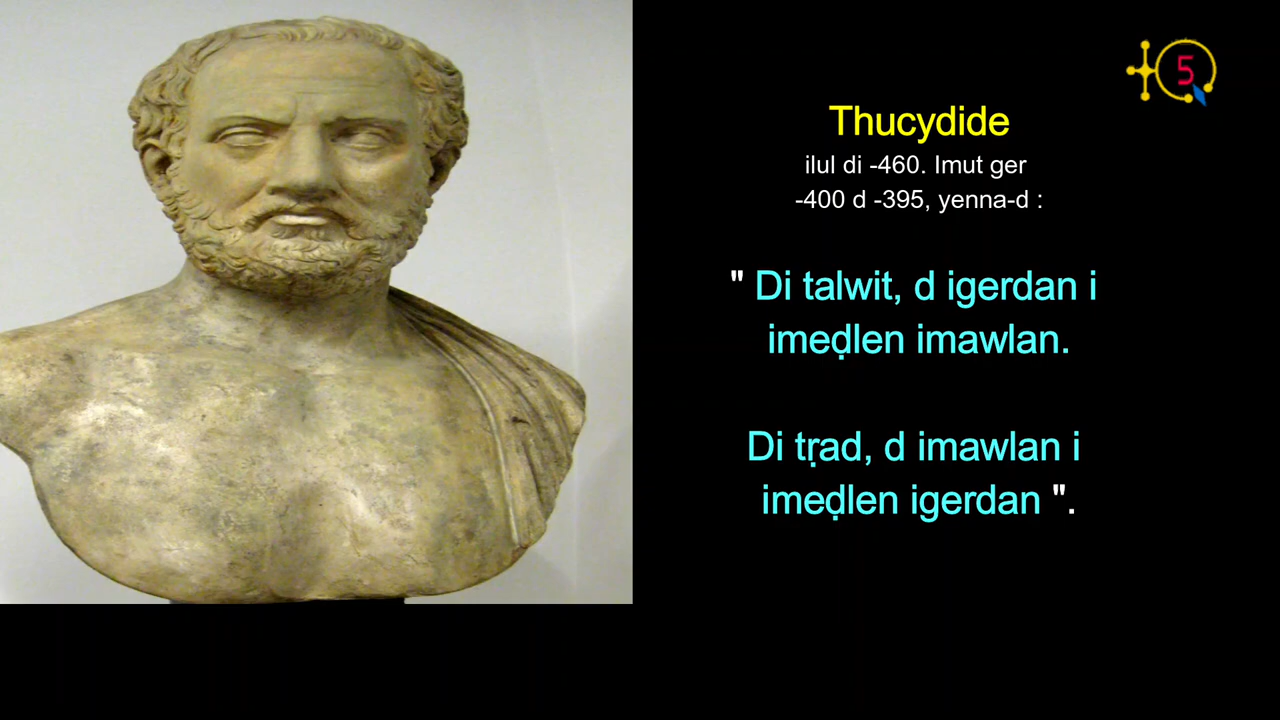 5
Thucydide
ilul di -460. Imut ger
-400 d -395, yenna-d :
" Di talwit, d igerdan i
imeḍlen imawlan.
Di tṛad, d imawlan i
imeḍlen igerdan ".